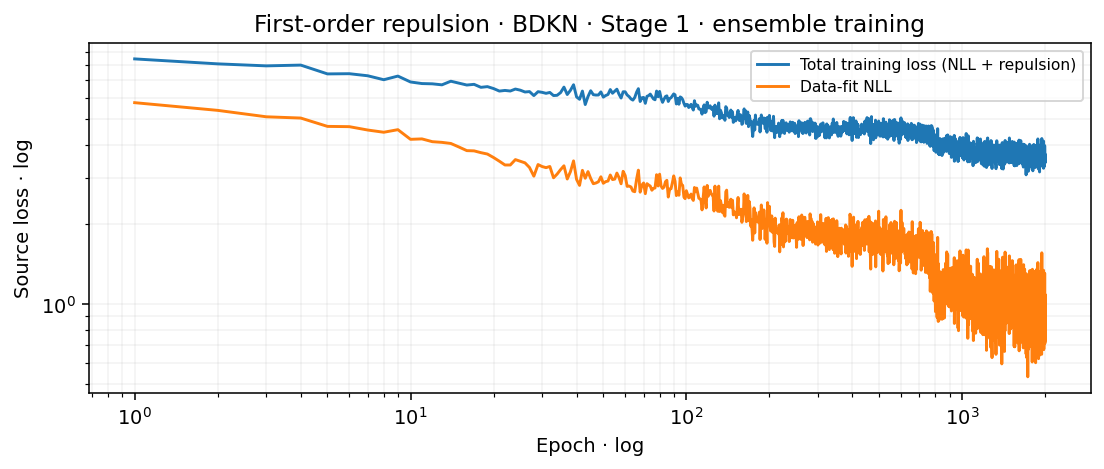 First-order repulsion · BDKN · Stage 1 · ensemble training
Total training loss (NLL + repulsion)
Data-fit NLL
Source loss · log
10⁰
10⁰
10¹
10²
10³
Epoch · log